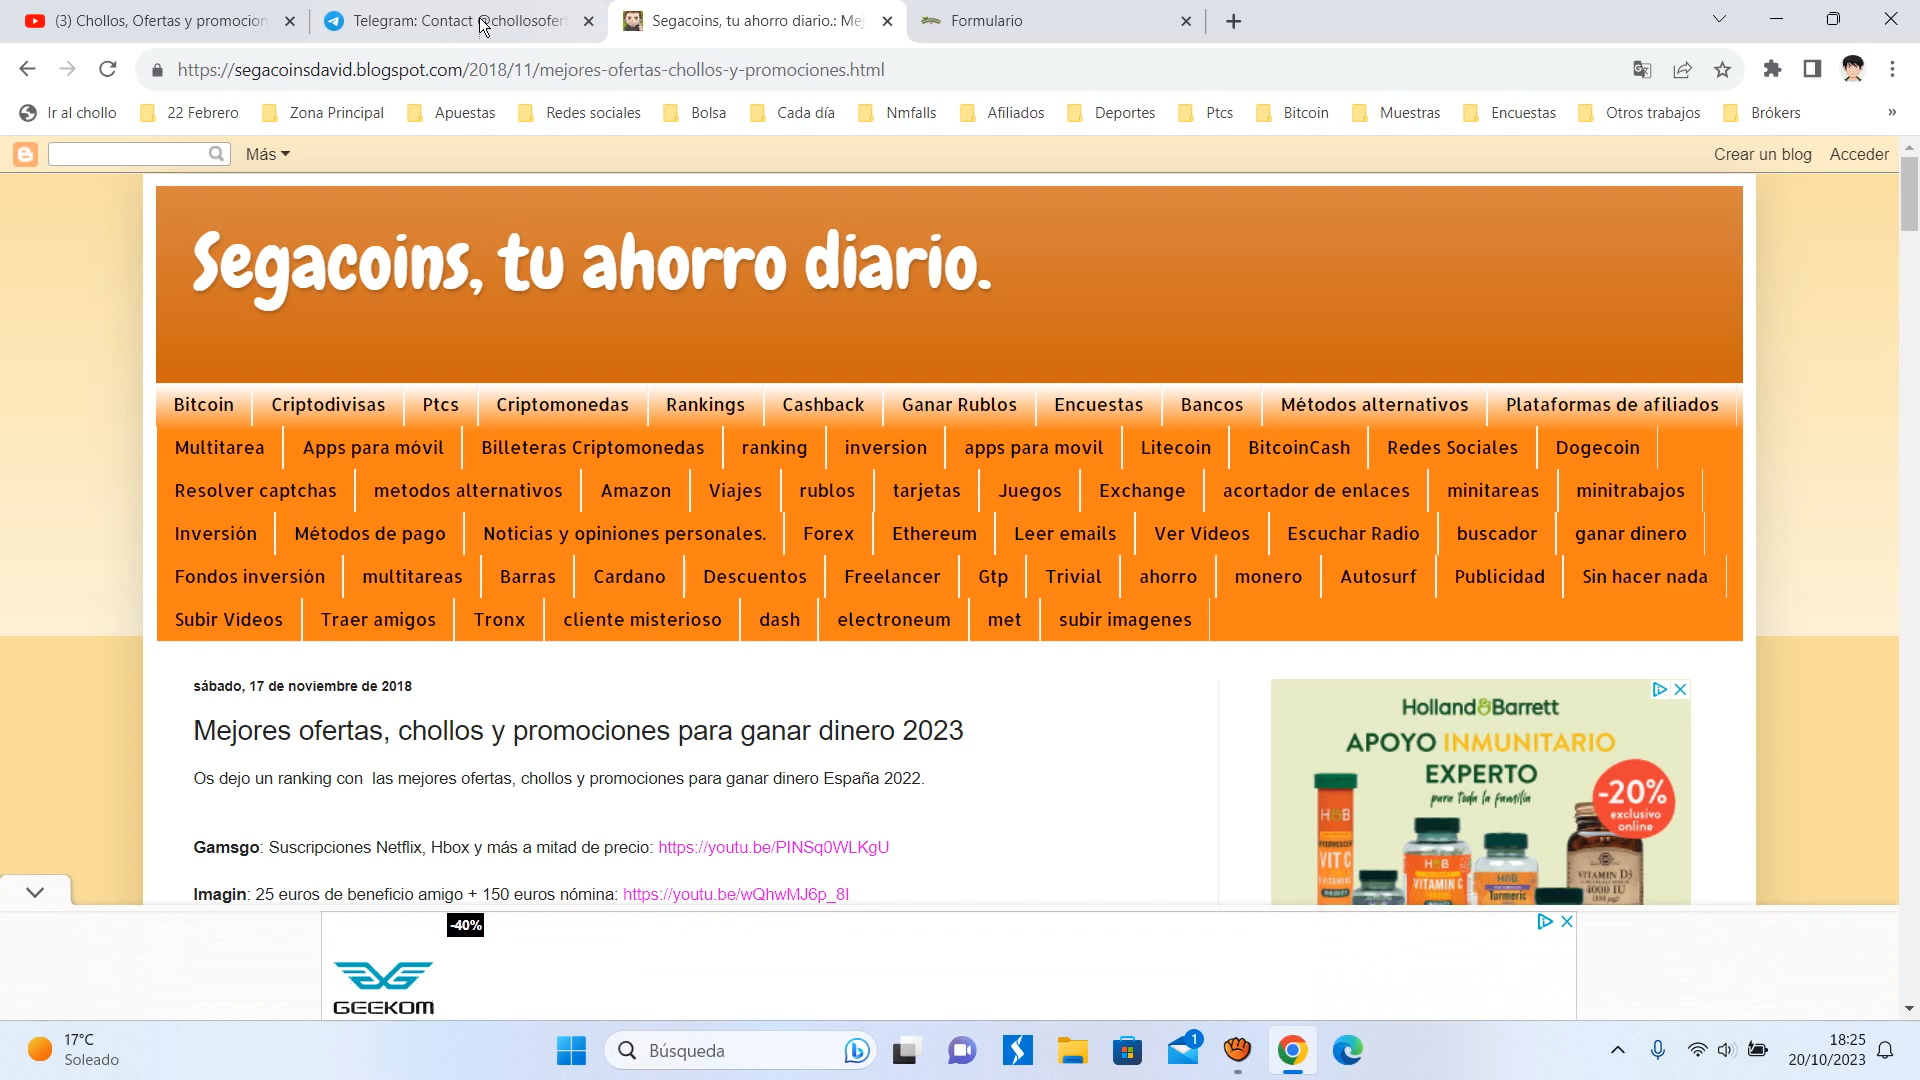 (3) Chollos, Ofertas y promocion
Telegram: Contact @chollosofert
Segacoins, tu ahorro diario.: Me
Formulario
https://segacoinsdavid.blogspot.com/2018/11/mejores-ofertas-chollos-y-promociones.html
Ir al chollo 22 Febrero Zona Principal Apuestas Redes sociales Bolsa Cada día Nmfalls Afiliados Deportes Ptcs Bitcoin Muestras Encuestas Otros trabajos Brókers »
Más Crear un blog Acceder
Segacoins, tu ahorro diario.
Bitcoin Criptodivisas Ptcs Criptomonedas Rankings Cashback Ganar Rublos Encuestas Bancos Métodos alternativos Plataformas de afiliados
Multitarea Apps para móvil Billeteras Criptomonedas ranking inversion apps para movil Litecoin BitcoinCash Redes Sociales Dogecoin
Resolver captchas metodos alternativos Amazon Viajes rublos tarjetas Juegos Exchange acortador de enlaces minitareas minitrabajos
Inversión Métodos de pago Noticias y opiniones personales. Forex Ethereum Leer emails Ver Vídeos Escuchar Radio buscador ganar dinero
Fondos inversión multitareas Barras Cardano Descuentos Freelancer Gtp Trivial ahorro monero Autosurf Publicidad Sin hacer nada
Subir Vídeos Traer amigos Tronx cliente misterioso dash electroneum met subir imagenes
sábado, 17 de noviembre de 2018
Mejores ofertas, chollos y promociones para ganar dinero 2023
Os dejo un ranking con las mejores ofertas, chollos y promociones para ganar dinero España 2022.
Gamsgo: Suscripciones Netflix, Hbox y más a mitad de precio: https://youtu.be/PINSq0WLKgU
Imagin: 25 euros de beneficio amigo + 150 euros nómina: https://youtu.be/wQhwMJ6p_8I
Holland&Barrett
APOYO INMUNITARIO
EXPERTO
para toda la familia
-20%
exclusivo
online
H&B
VIT C
H&B
VITAMIN C
H&B
Turmeric
VITAMIN D3
4000 IU
-40%
GEEKOM
17°C
Soleado
Búsqueda
1
18:25
20/10/2023